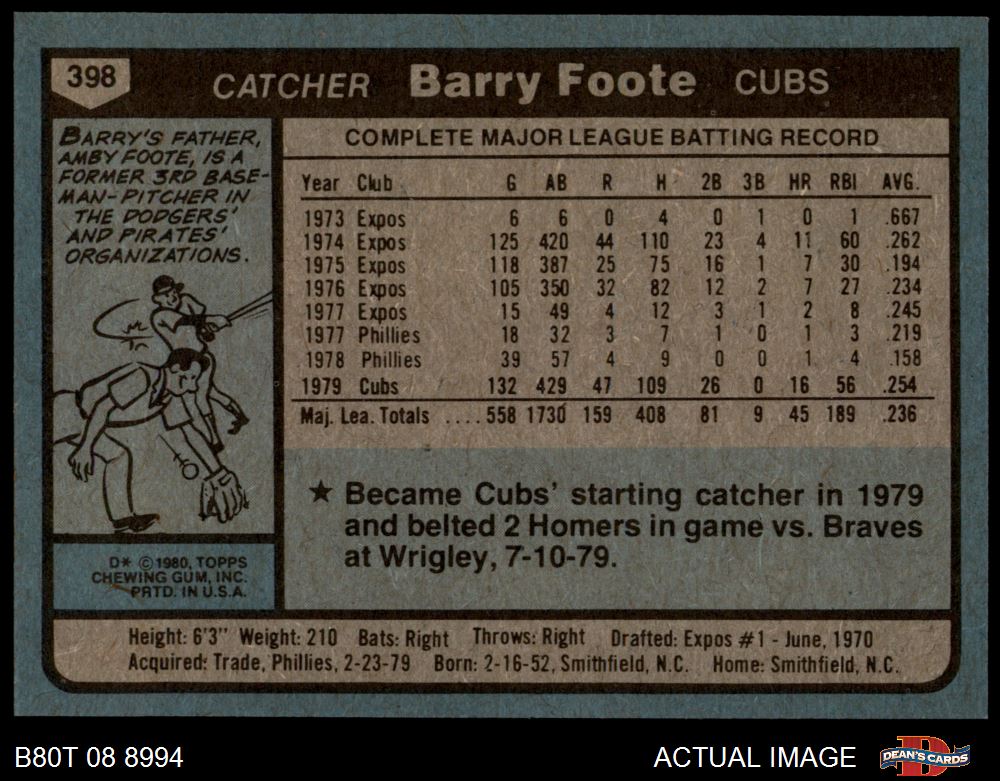 398
CATCHER Barry Foote CUBS
BARRY'S FATHER,
AMBY FOOTE, IS A
FORMER 3RD BASE-
MAN-PITCHER IN
THE DODGERS'
AND PIRATES'
ORGANIZATIONS.
D* ©1980, TOPPS
CHEWING GUM, INC.
PRTD. IN U.S.A.
COMPLETE MAJOR LEAGUE BATTING RECORD
Year Club G AB R H 2B 3B HR RBI AVG.
1973 Expos 6 6 0 4 0 1 0 1 .667
1974 Expos 125 420 44 110 23 4 11 60 .262
1975 Expos 118 387 25 75 16 1 7 30 .194
1976 Expos 105 350 32 82 12 2 7 27 .234
1977 Expos 15 49 4 12 3 1 2 8 .245
1977 Phillies 18 32 3 7 1 0 1 3 .219
1978 Phillies 39 57 4 9 0 0 1 4 .158
1979 Cubs 132 429 47 109 26 0 16 56 .254
Maj. Lea. Totals .... 558 1730 159 408 81 9 45 189 .236
★ Became Cubs' starting catcher in 1979
and belted 2 Homers in game vs. Braves
at Wrigley, 7-10-79.
Height: 6'3" Weight: 210 Bats: Right Throws: Right Drafted: Expos #1 - June, 1970
Acquired: Trade, Phillies, 2-23-79 Born: 2-16-52, Smithfield, N.C. Home: Smithfield, N.C.
B80T 08 8994
ACTUAL IMAGE
D
DEAN'S CARDS